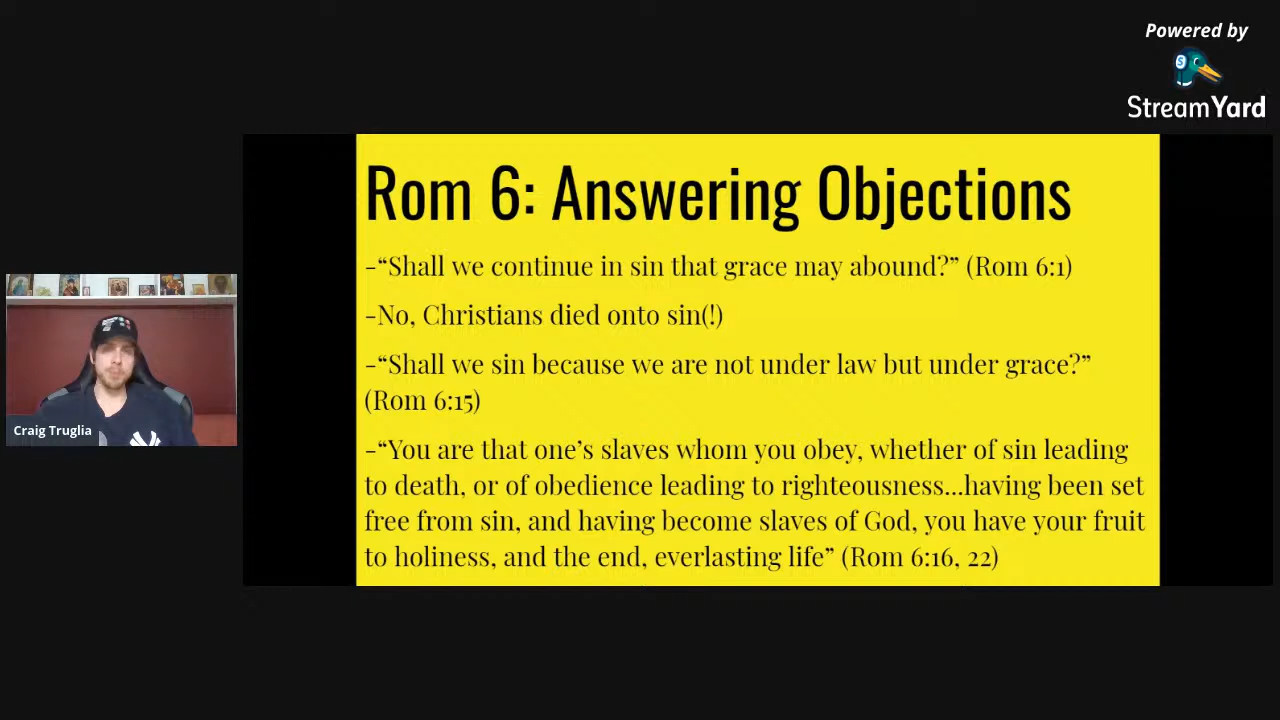 Powered by
StreamYard
Rom 6: Answering Objections
-“Shall we continue in sin that grace may abound?” (Rom 6:1)
-No, Christians died onto sin(!)
-“Shall we sin because we are not under law but under grace?”
(Rom 6:15)
-“You are that one’s slaves whom you obey, whether of sin leading
to death, or of obedience leading to righteousness...having been set
free from sin, and having become slaves of God, you have your fruit
to holiness, and the end, everlasting life” (Rom 6:16, 22)
Craig Truglia